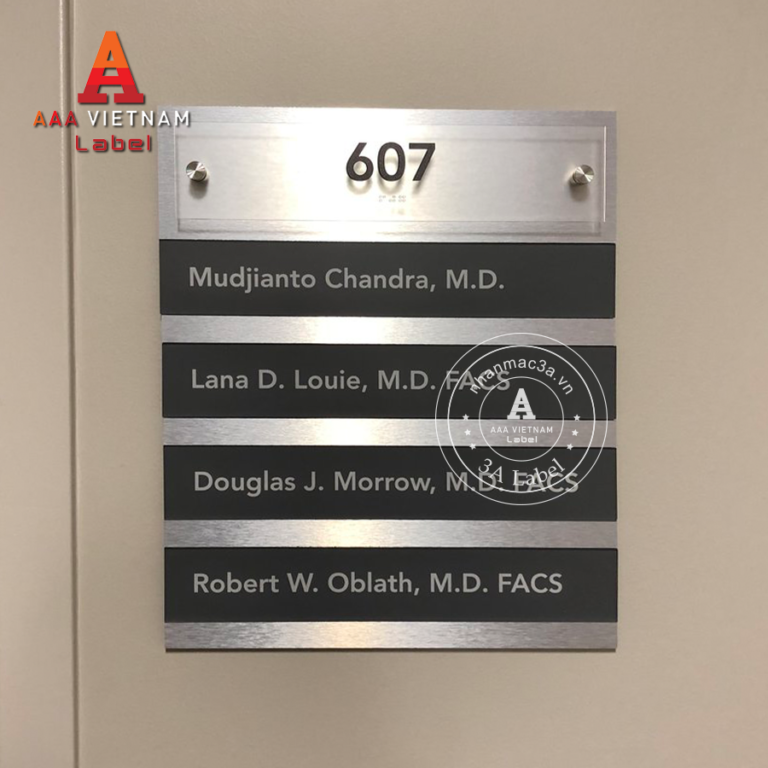 A
AAA VIETNAM
Label
607
Mudjianto Chandra, M.D.
Lana D. Louie, M.D. FACS
nhanmac3a.vn
A
AAA VIETNAM
Label
3A Label
Douglas J. Morrow, M.D. FACS
Robert W. Oblath, M.D. FACS